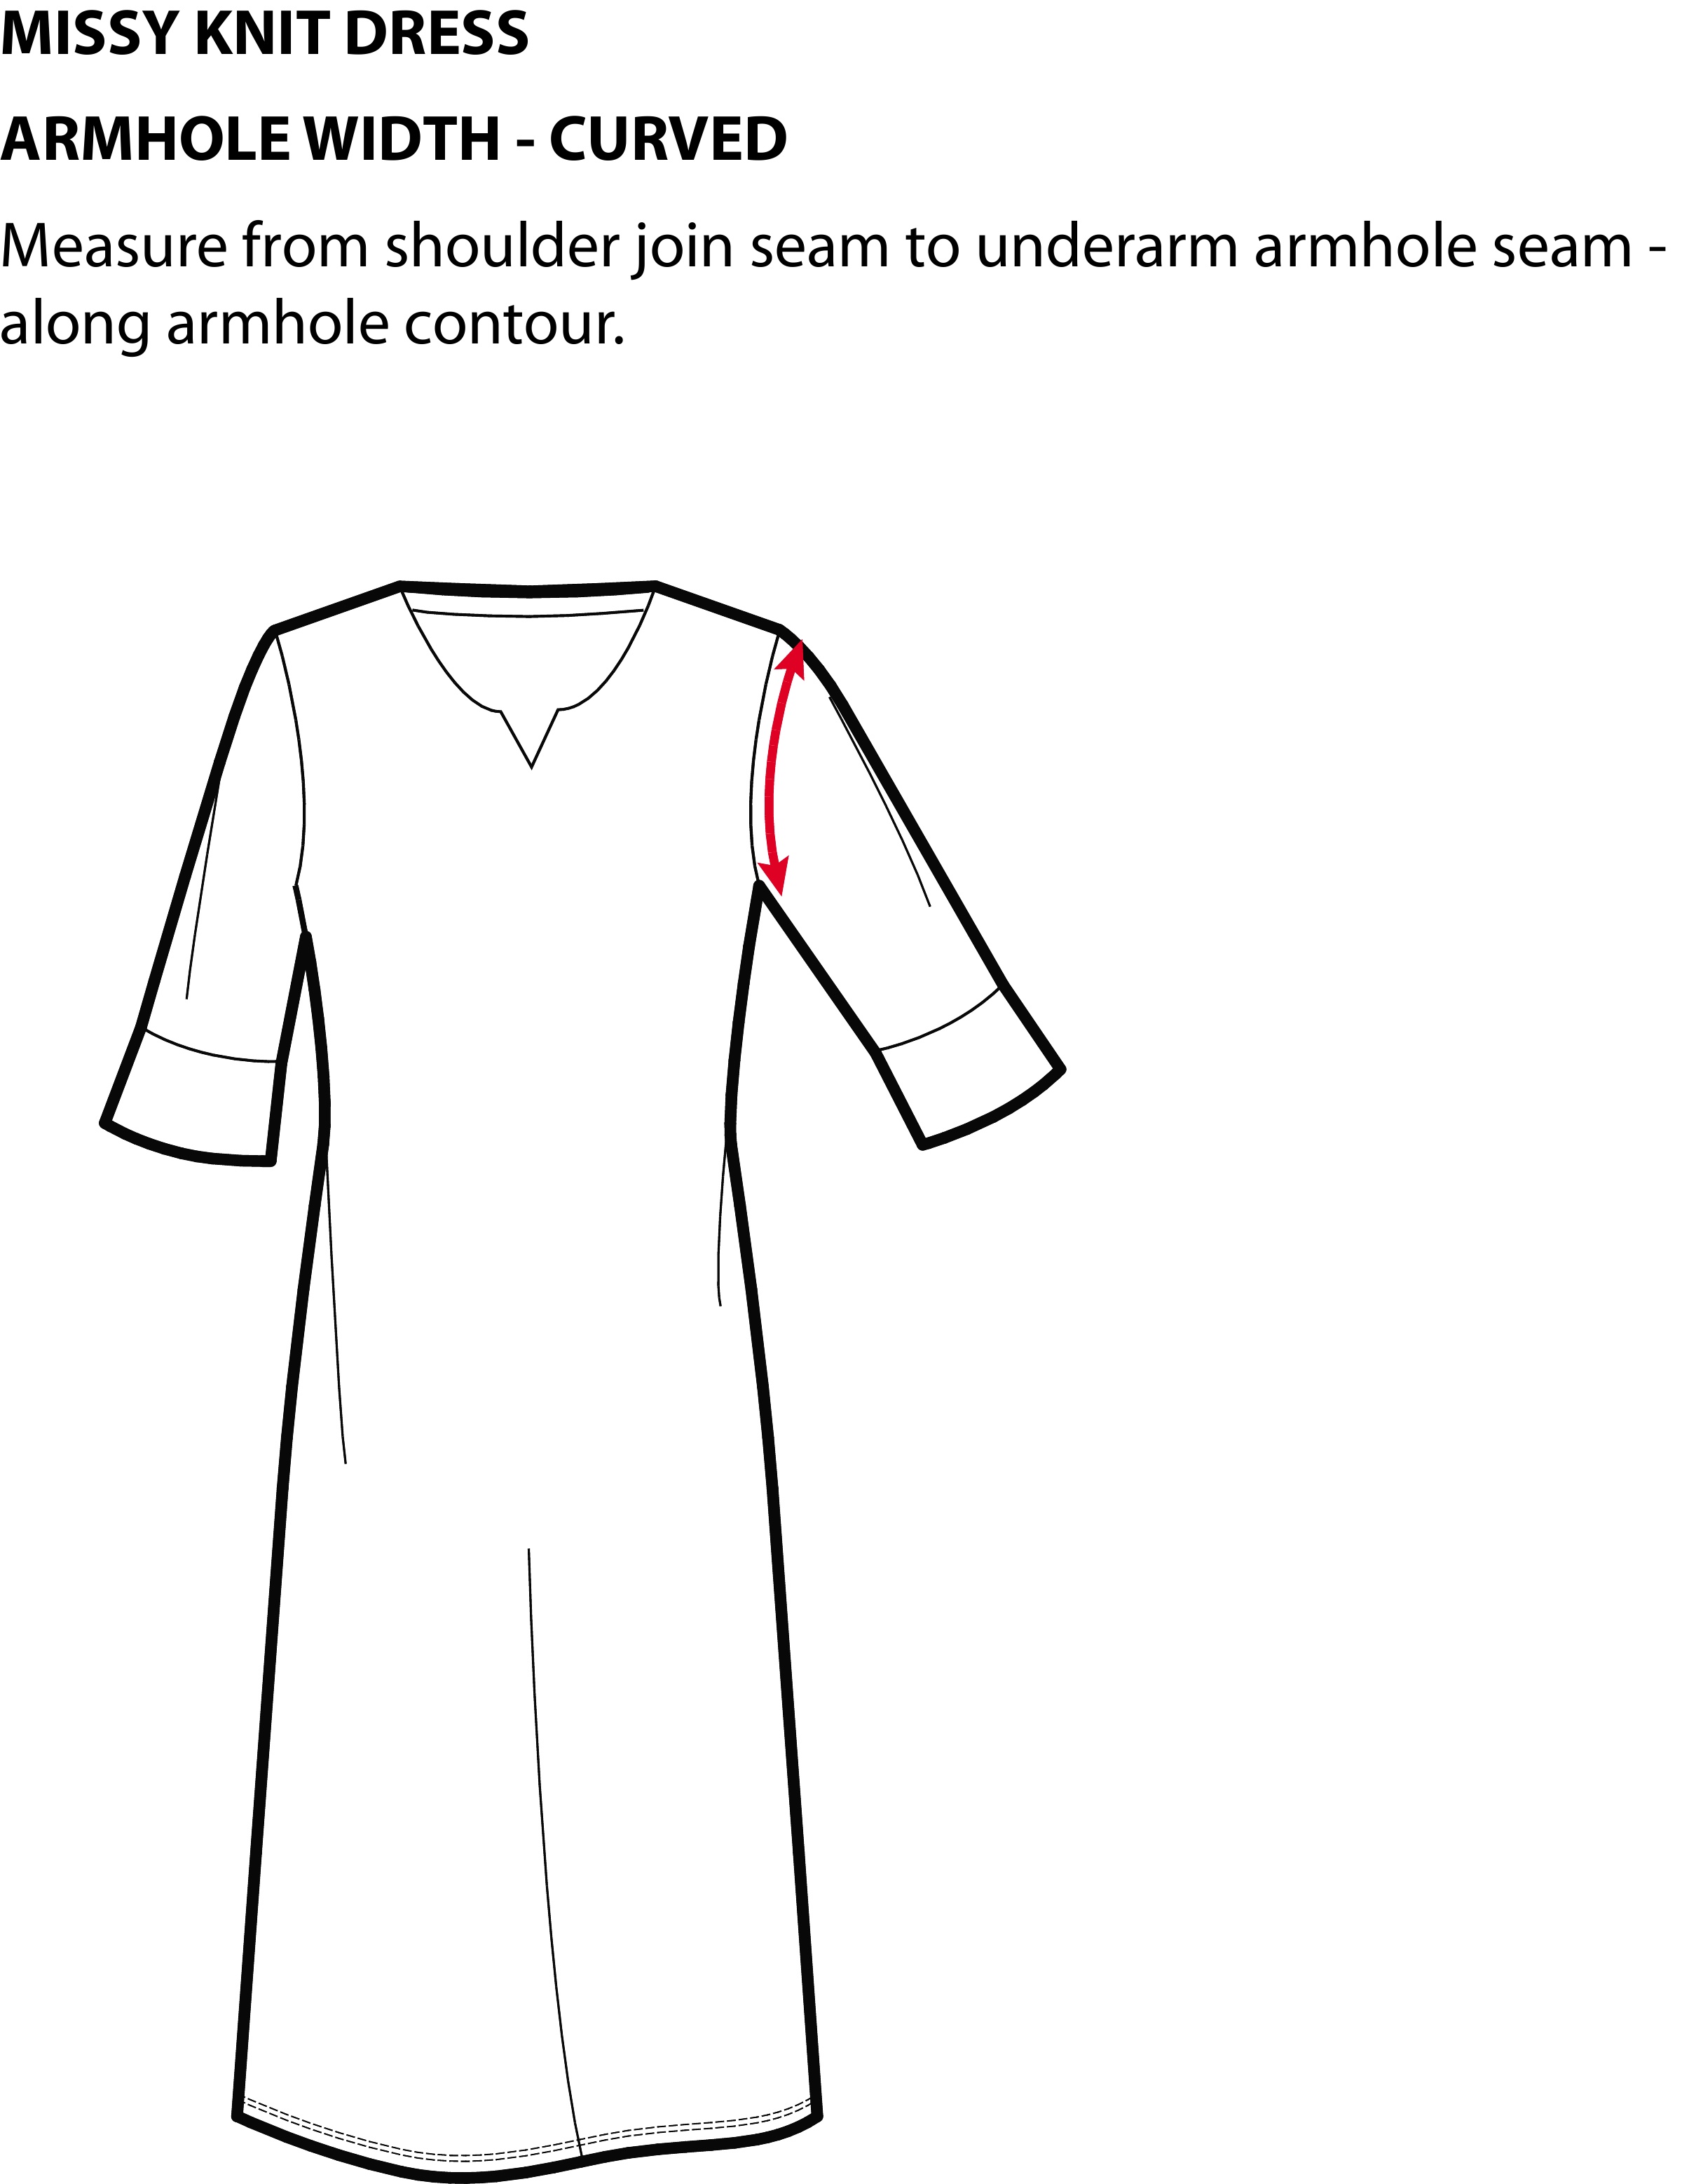 MISSY KNIT DRESS
ARMHOLE WIDTH - CURVED
Measure from shoulder join seam to underarm armhole seam -
along armhole contour.